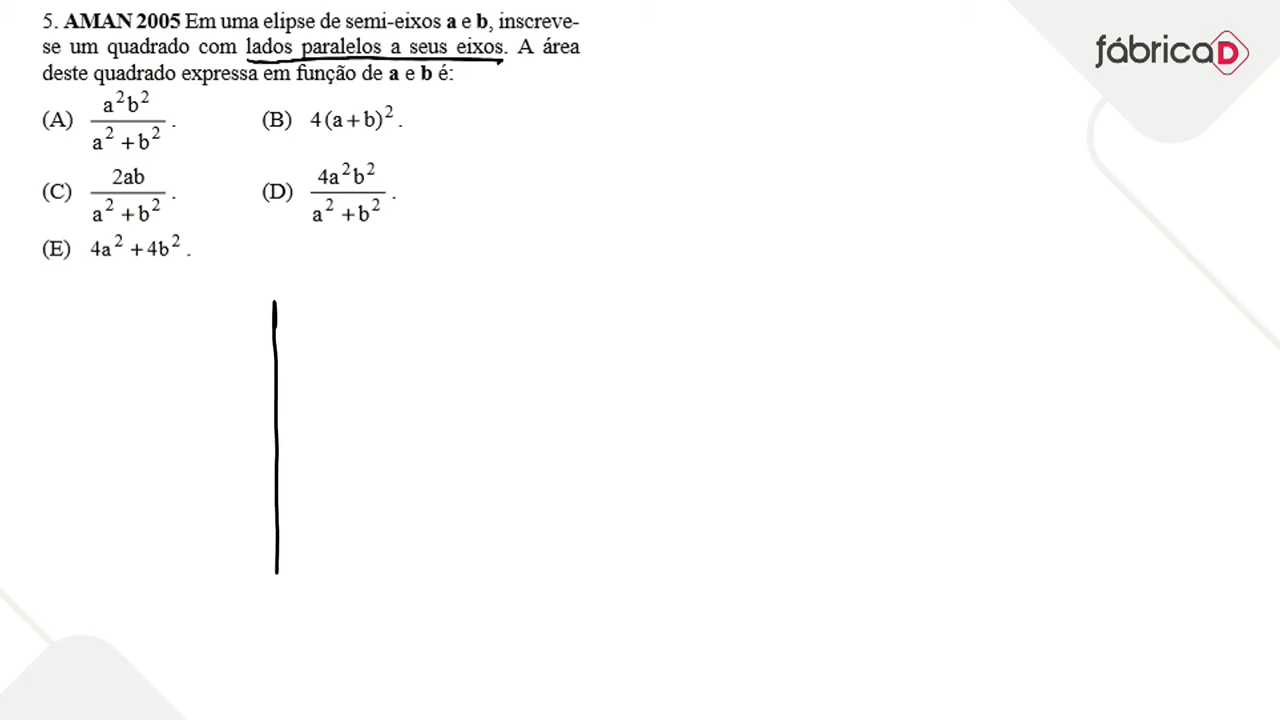 5. AMAN 2005 Em uma elipse de semi-eixos a e b, inscreve-
se um quadrado com lados paralelos a seus eixos. A área
deste quadrado expressa em função de a e b é:
(A) a²b² / a² + b² . (B) 4(a + b)² .
(C) 2ab / a² + b² . (D) 4a²b² / a² + b² .
(E) 4a² + 4b² .
fábricaD